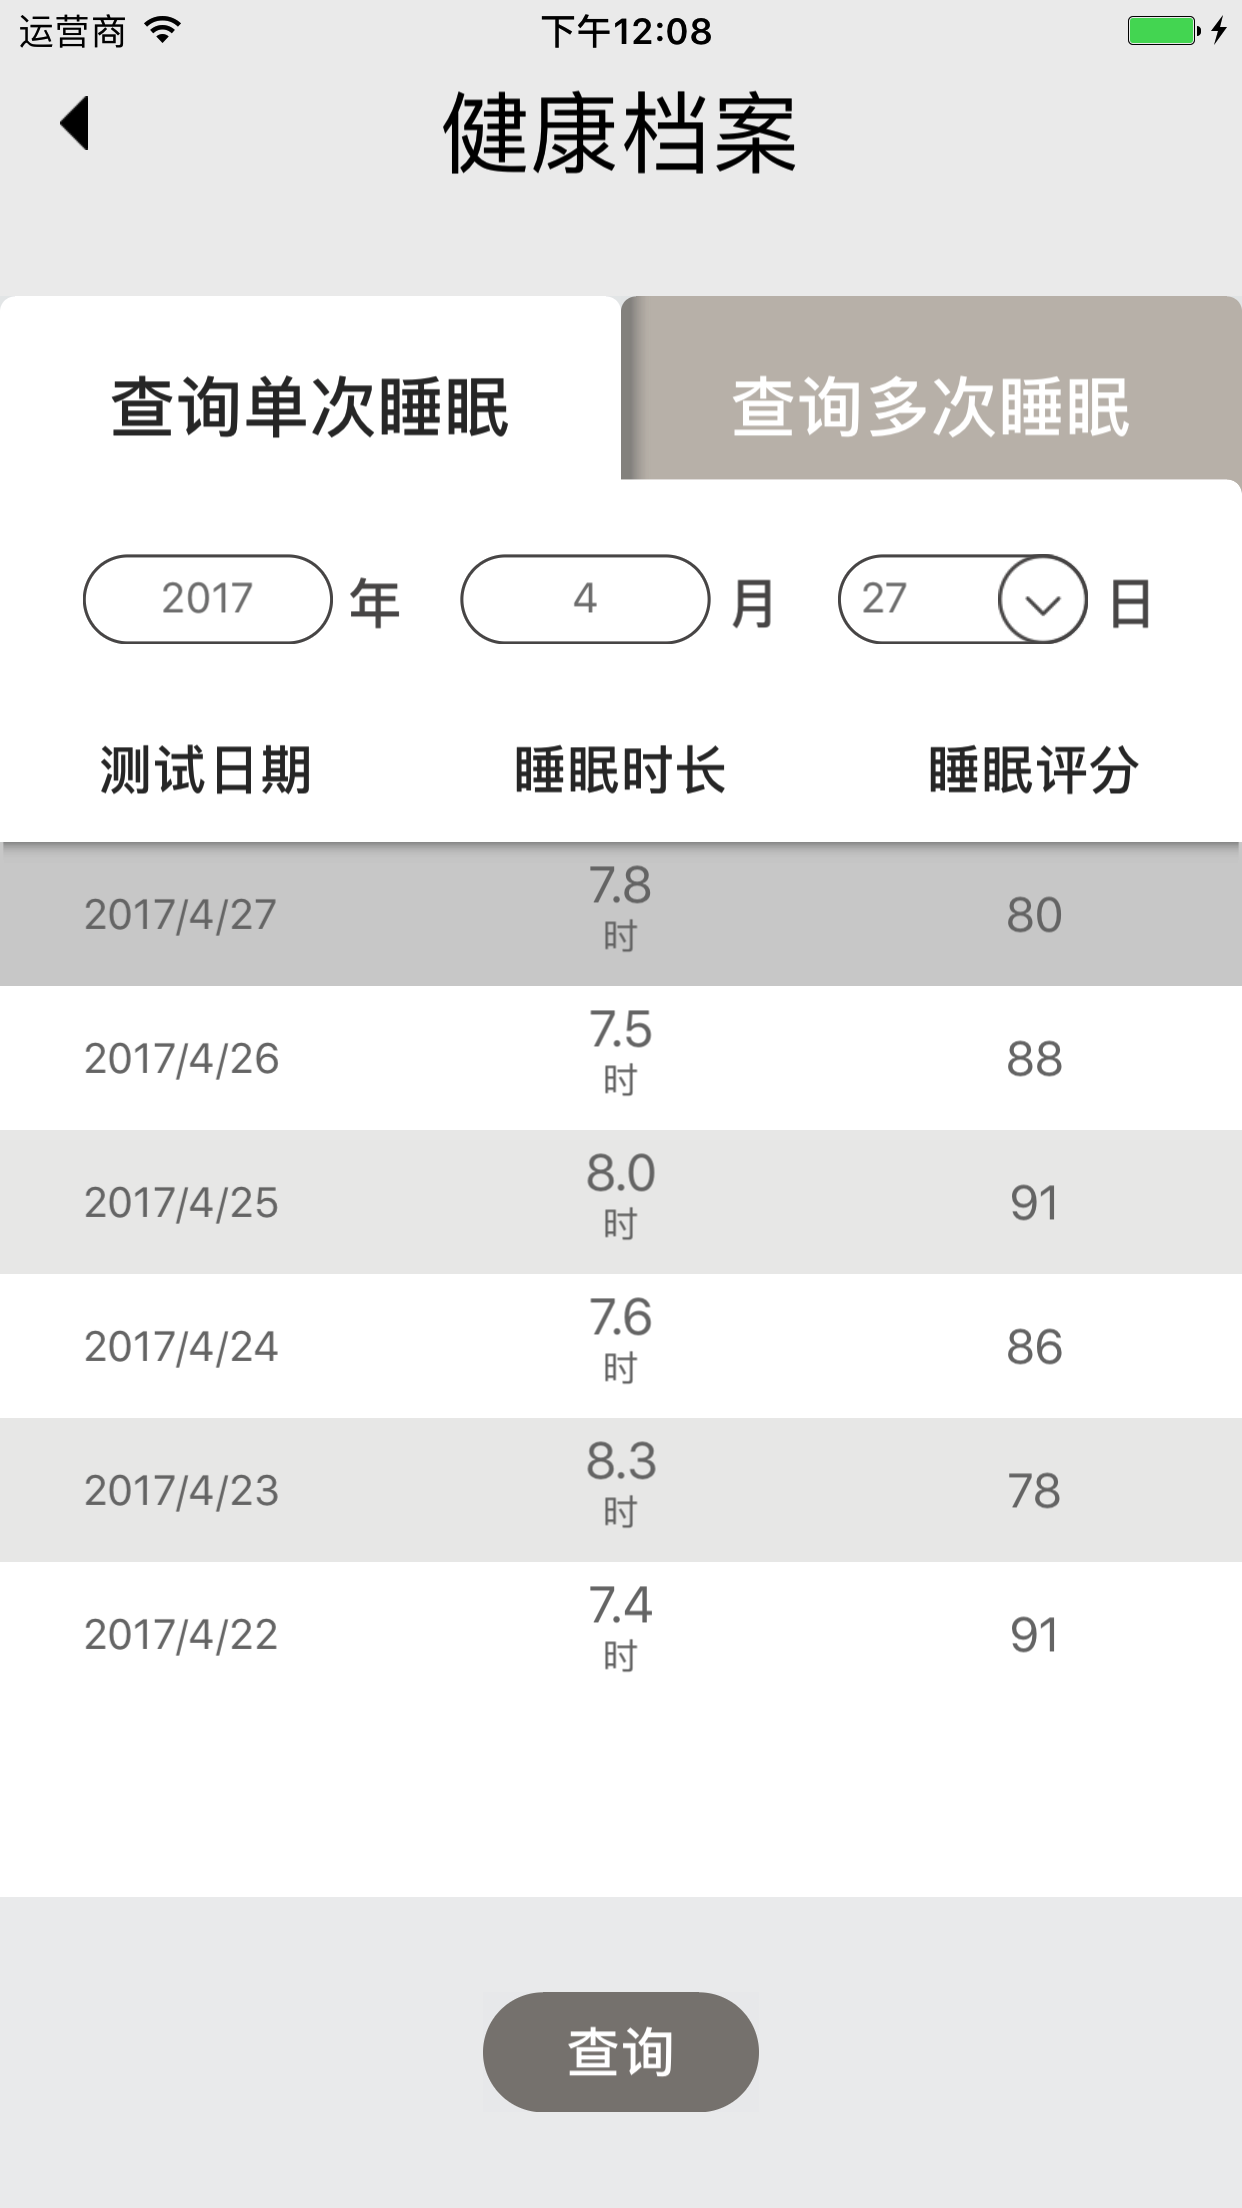 运营商 下午12:08
健康档案
查询单次睡眠 查询多次睡眠
2017 年 4 月 27 日
测试日期 睡眠时长 睡眠评分
2017/4/27 7.8 时 80
2017/4/26 7.5 时 88
2017/4/25 8.0 时 91
2017/4/24 7.6 时 86
2017/4/23 8.3 时 78
2017/4/22 7.4 时 91
查询